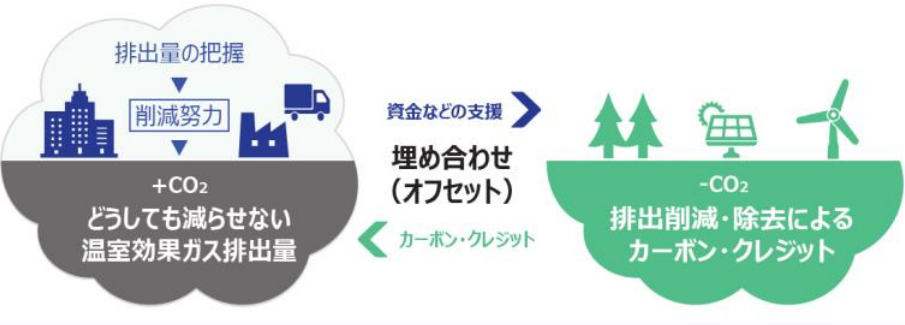 排出量の把握
削減努力
+CO₂
どうしても減らせない
温室効果ガス排出量
資金などの支援
埋め合わせ
(オフセット)
カーボン・クレジット
-CO₂
排出削減・除去による
カーボン・クレジット